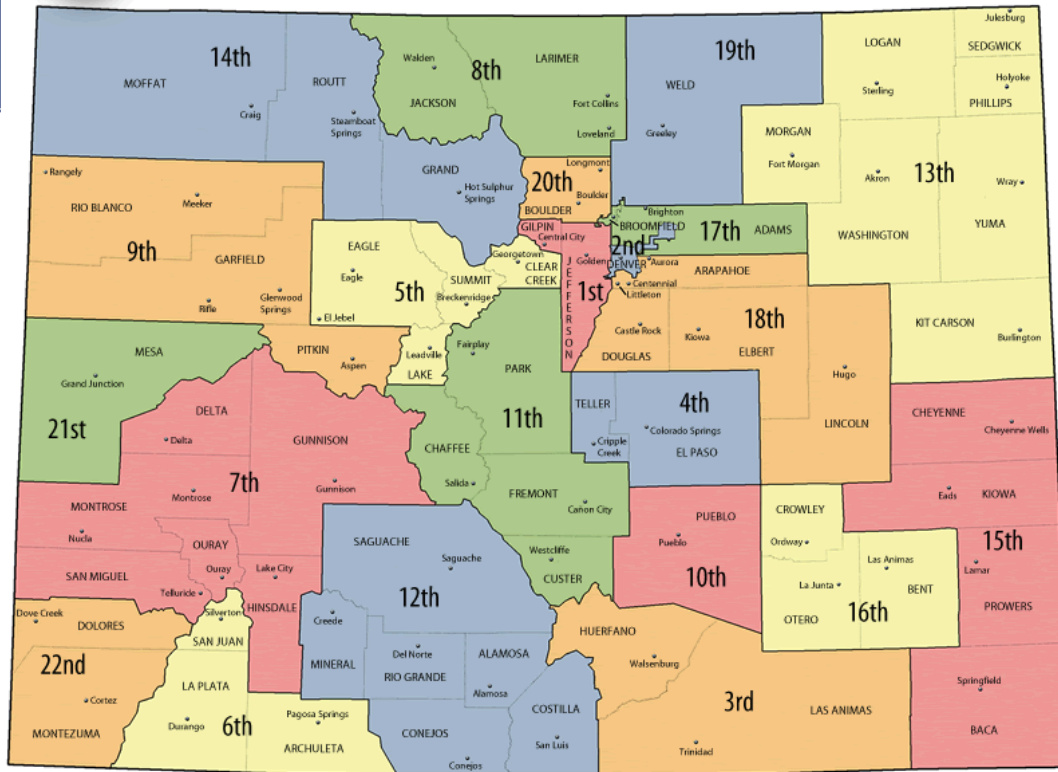 14th
MOFFAT
Craig
ROUTT
Steamboat
Springs
GRAND
Hot Sulphur
Springs
8th
Walden
JACKSON
LARIMER
Fort Collins
Loveland
19th
WELD
Greeley
13th
LOGAN
Sterling
Julesburg
SEDGWICK
Holyoke
PHILLIPS
MORGAN
Fort Morgan
Akron
WASHINGTON
Wray
YUMA
KIT CARSON
Burlington
9th
Rangely
RIO BLANCO
Meeker
GARFIELD
Rifle
Glenwood
Springs
PITKIN
Aspen
20th
Longmont
Boulder
BOULDER
17th
Brighton
BROOMFIELD
ADAMS
2nd
DENVER
1st
GILPIN
Central City
Golden
JEFFERSON
5th
EAGLE
Eagle
El Jebel
SUMMIT
Breckenridge
Georgetown
CLEAR
CREEK
Leadville
LAKE
18th
Aurora
ARAPAHOE
Centennial
Littleton
Castle Rock
DOUGLAS
Kiowa
ELBERT
Hugo
LINCOLN
21st
MESA
Grand Junction
11th
Fairplay
PARK
CHAFFEE
Salida
FREMONT
Cañon City
Westcliffe
CUSTER
4th
TELLER
Cripple
Creek
Colorado Springs
EL PASO
7th
DELTA
Delta
GUNNISON
Gunnison
MONTROSE
Montrose
Nucla
OURAY
Ouray
SAN MIGUEL
Telluride
Lake City
HINSDALE
10th
PUEBLO
Pueblo
15th
CHEYENNE
Cheyenne Wells
Eads
KIOWA
Lamar
PROWERS
Springfield
BACA
16th
CROWLEY
Ordway
Las Animas
BENT
La Junta
OTERO
12th
SAGUACHE
Saguache
Creede
MINERAL
Del Norte
RIO GRANDE
ALAMOSA
Alamosa
CONEJOS
Conejos
COSTILLA
San Luis
22nd
Dove Creek
DOLORES
Cortez
MONTEZUMA
6th
Silverton
SAN JUAN
LA PLATA
Durango
Pagosa Springs
ARCHULETA
3rd
HUERFANO
Walsenburg
LAS ANIMAS
Trinidad